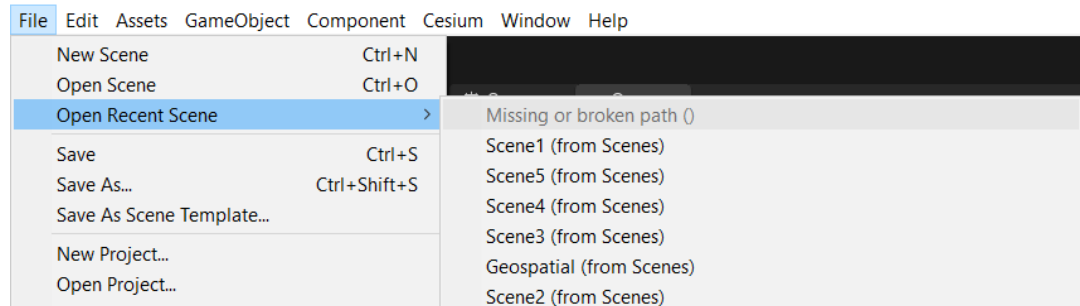 File Edit Assets GameObject Component Cesium Window Help
New Scene Ctrl+N
Open Scene Ctrl+O
Open Recent Scene >
Missing or broken path ()
Save Ctrl+S
Scene1 (from Scenes)
Save As... Ctrl+Shift+S
Scene5 (from Scenes)
Save As Scene Template...
Scene4 (from Scenes)
New Project...
Scene3 (from Scenes)
Open Project...
Geospatial (from Scenes)
Scene2 (from Scenes)